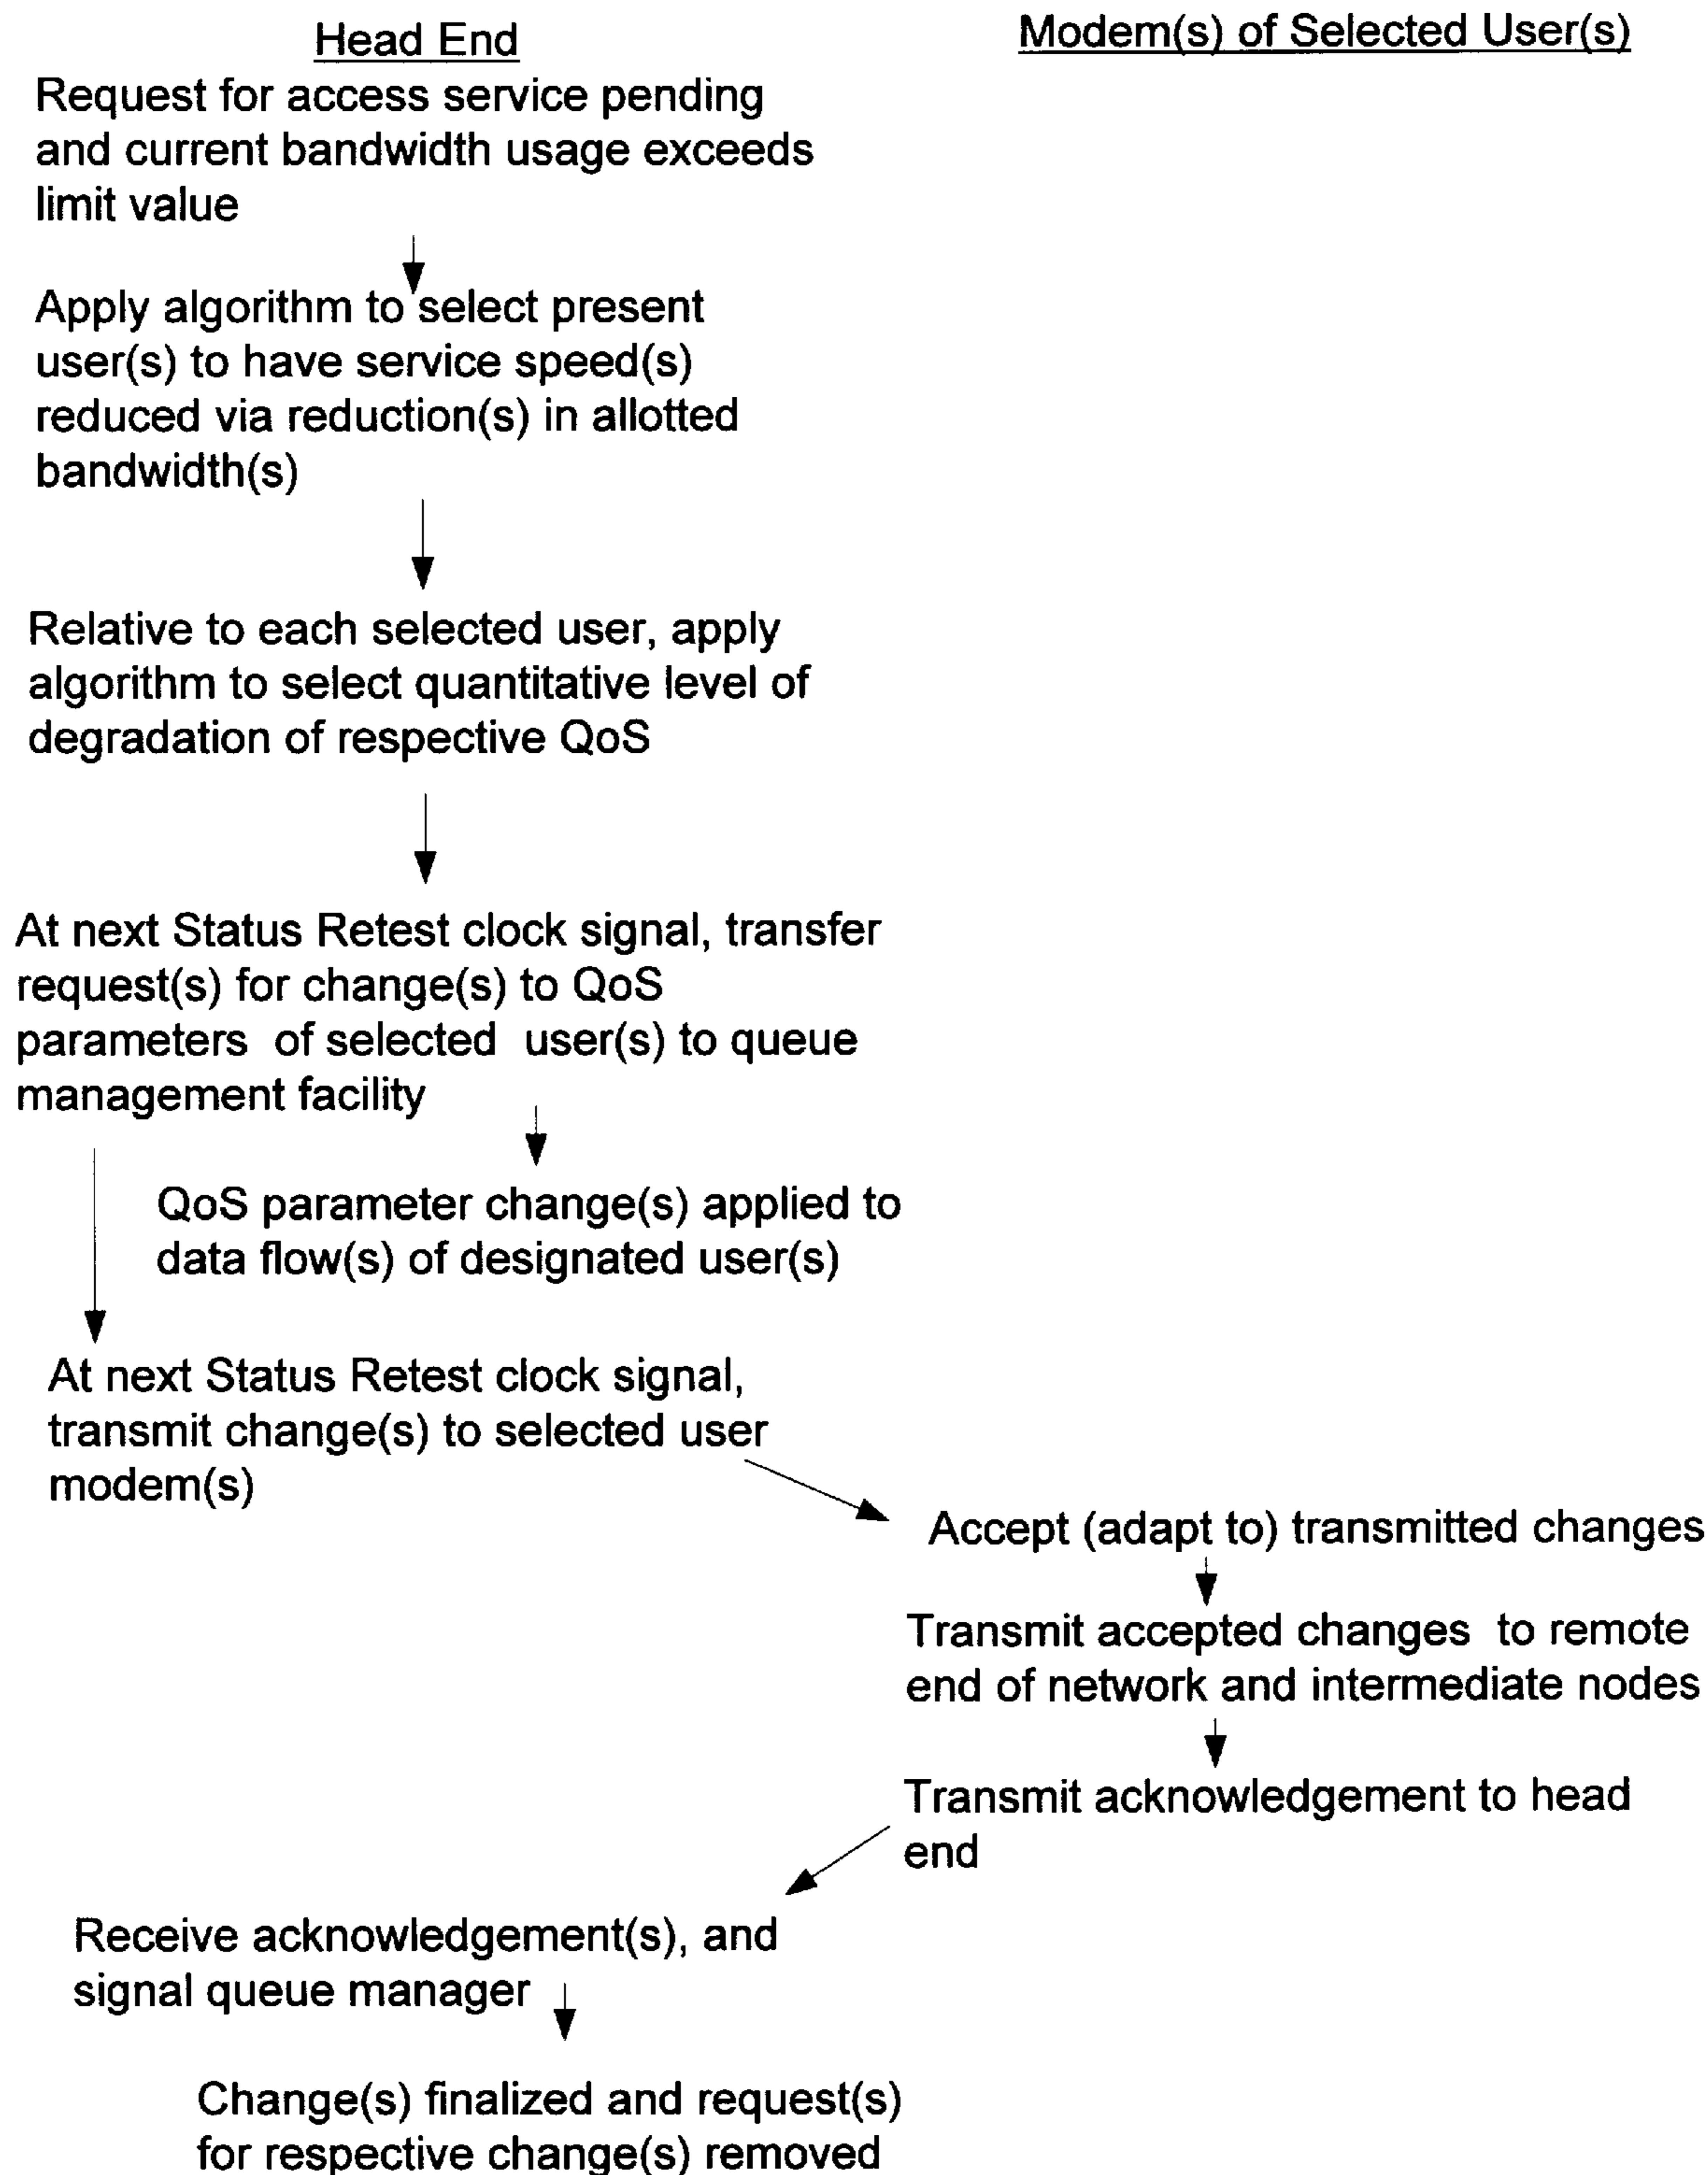 Head End
Modem(s) of Selected User(s)
Request for access service pending
and current bandwidth usage exceeds
limit value
Apply algorithm to select present
user(s) to have service speed(s)
reduced via reduction(s) in allotted
bandwidth(s)
Relative to each selected user, apply
algorithm to select quantitative level of
degradation of respective QoS
At next Status Retest clock signal, transfer
request(s) for change(s) to QoS
parameters of selected user(s) to queue
management facility
QoS parameter change(s) applied to
data flow(s) of designated user(s)
At next Status Retest clock signal,
transmit change(s) to selected user
modem(s)
Accept (adapt to) transmitted changes
Transmit accepted changes to remote
end of network and intermediate nodes
Transmit acknowledgement to head
end
Receive acknowledgement(s), and
signal queue manager
Change(s) finalized and request(s)
for respective change(s) removed